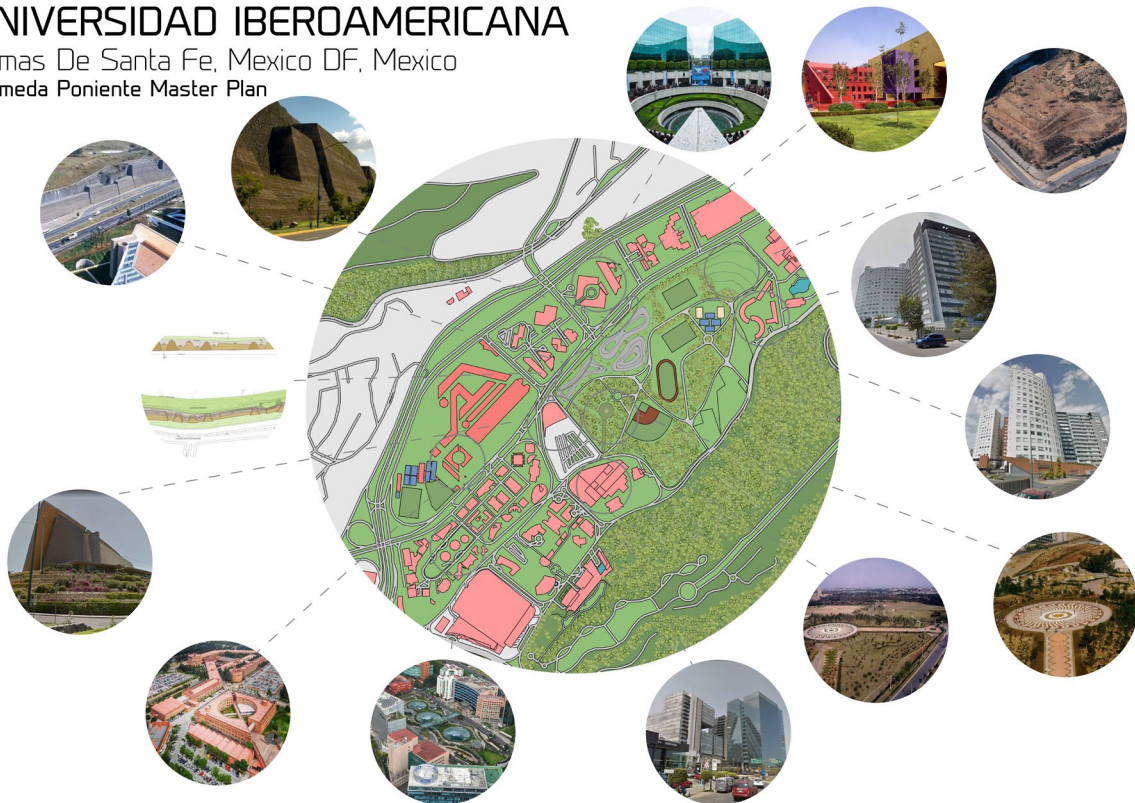 NIVERSIDAD IBEROAMERICANA
mas De Santa Fe, Mexico DF, Mexico
meda Poniente Master Plan